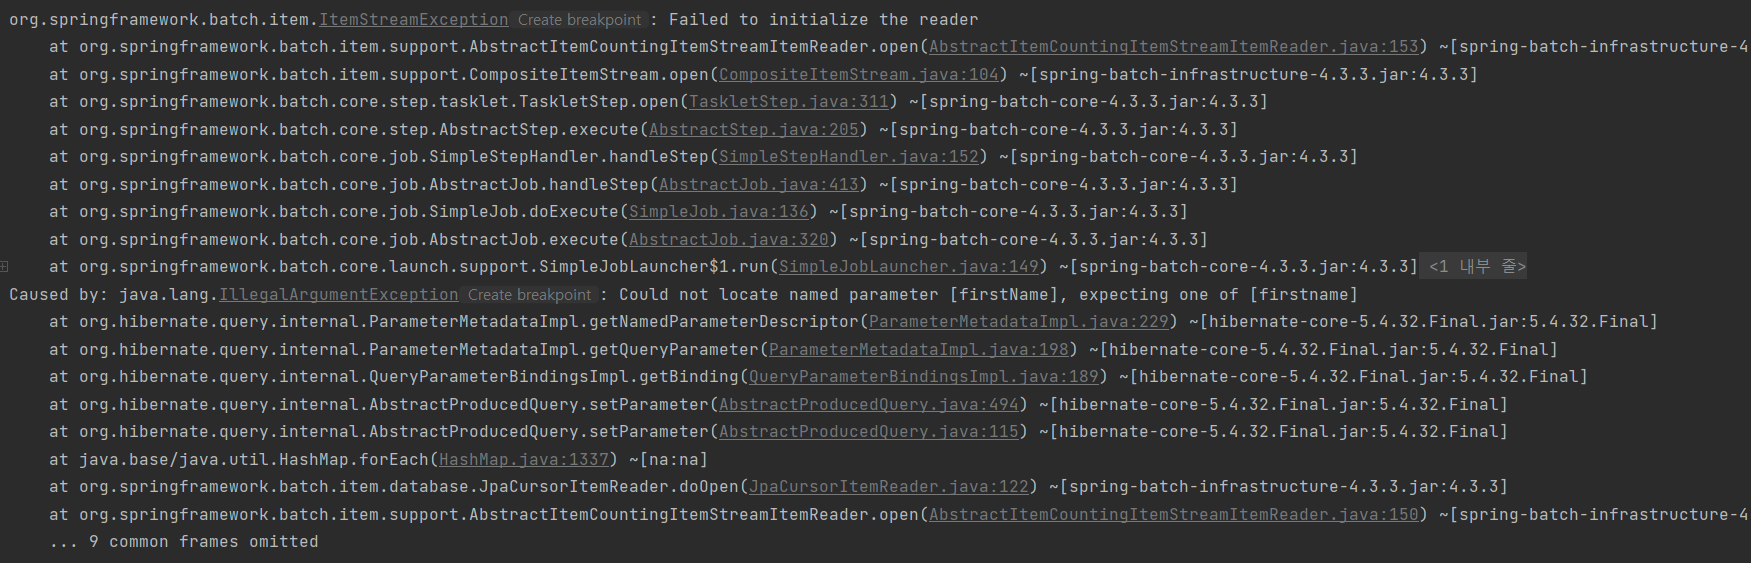 org.springframework.batch.item.ItemStreamException Create breakpoint : Failed to initialize the reader
at org.springframework.batch.item.support.AbstractItemCountingItemStreamItemReader.open(AbstractItemCountingItemStreamItemReader.java:153) ~[spring-batch-infrastructure-4
at org.springframework.batch.item.support.CompositeItemStream.open(CompositeItemStream.java:104) ~[spring-batch-infrastructure-4.3.3.jar:4.3.3]
at org.springframework.batch.core.step.tasklet.TaskletStep.open(TaskletStep.java:311) ~[spring-batch-core-4.3.3.jar:4.3.3]
at org.springframework.batch.core.step.AbstractStep.execute(AbstractStep.java:205) ~[spring-batch-core-4.3.3.jar:4.3.3]
at org.springframework.batch.core.job.SimpleStepHandler.handleStep(SimpleStepHandler.java:152) ~[spring-batch-core-4.3.3.jar:4.3.3]
at org.springframework.batch.core.job.AbstractJob.handleStep(AbstractJob.java:413) ~[spring-batch-core-4.3.3.jar:4.3.3]
at org.springframework.batch.core.job.SimpleJob.doExecute(SimpleJob.java:136) ~[spring-batch-core-4.3.3.jar:4.3.3]
at org.springframework.batch.core.job.AbstractJob.execute(AbstractJob.java:320) ~[spring-batch-core-4.3.3.jar:4.3.3]
at org.springframework.batch.core.launch.support.SimpleJobLauncher$1.run(SimpleJobLauncher.java:149) ~[spring-batch-core-4.3.3.jar:4.3.3] <1 내부 줄>
Caused by: java.lang.IllegalArgumentException Create breakpoint : Could not locate named parameter [firstName], expecting one of [firstname]
at org.hibernate.query.internal.ParameterMetadataImpl.getNamedParameterDescriptor(ParameterMetadataImpl.java:229) ~[hibernate-core-5.4.32.Final.jar:5.4.32.Final]
at org.hibernate.query.internal.ParameterMetadataImpl.getQueryParameter(ParameterMetadataImpl.java:198) ~[hibernate-core-5.4.32.Final.jar:5.4.32.Final]
at org.hibernate.query.internal.QueryParameterBindingsImpl.getBinding(QueryParameterBindingsImpl.java:189) ~[hibernate-core-5.4.32.Final.jar:5.4.32.Final]
at org.hibernate.query.internal.AbstractProducedQuery.setParameter(AbstractProducedQuery.java:494) ~[hibernate-core-5.4.32.Final.jar:5.4.32.Final]
at org.hibernate.query.internal.AbstractProducedQuery.setParameter(AbstractProducedQuery.java:115) ~[hibernate-core-5.4.32.Final.jar:5.4.32.Final]
at java.base/java.util.HashMap.forEach(HashMap.java:1337) ~[na:na]
at org.springframework.batch.item.database.JpaCursorItemReader.doOpen(JpaCursorItemReader.java:122) ~[spring-batch-infrastructure-4.3.3.jar:4.3.3]
at org.springframework.batch.item.support.AbstractItemCountingItemStreamItemReader.open(AbstractItemCountingItemStreamItemReader.java:150) ~[spring-batch-infrastructure-4
... 9 common frames omitted